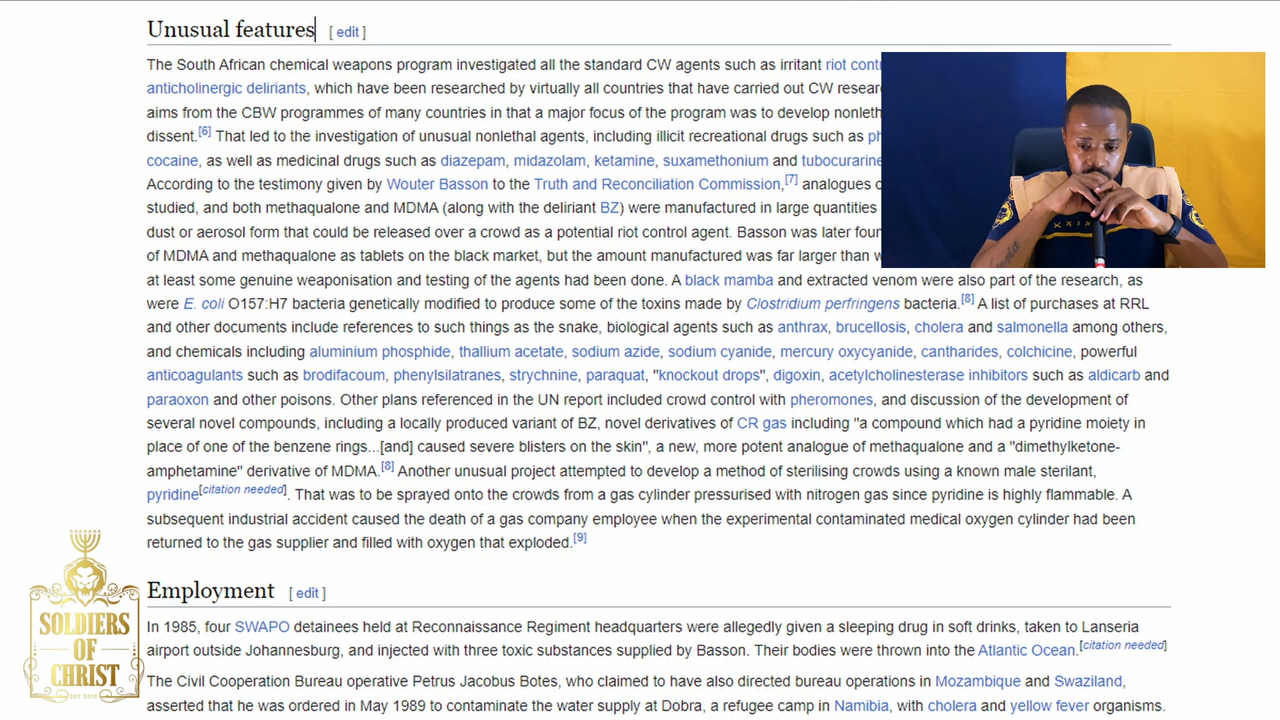 Unusual features [ edit ]
The South African chemical weapons program investigated all the standard CW agents such as irritant riot
anticholinergic deliriants, which have been researched by virtually all countries that have carried out CW
aims from the CBW programmes of many countries in that a major focus of the program was to develop
dissent.[6] That led to the investigation of unusual nonlethal agents, including illicit recreational drugs such as
cocaine, as well as medicinal drugs such as diazepam, midazolam, ketamine, suxamethonium and tubocurarine
According to the testimony given by Wouter Basson to the Truth and Reconciliation Commission,[7] analogues
studied, and both methaqualone and MDMA (along with the deliriant BZ) were manufactured in large quantities
dust or aerosol form that could be released over a crowd as a potential riot control agent. Basson was later
of MDMA and methaqualone as tablets on the black market, but the amount manufactured was far larger than
at least some genuine weaponisation and testing of the agents had been done. A black mamba and extracted venom were also part of the research, as
were E. coli O157:H7 bacteria genetically modified to produce some of the toxins made by Clostridium perfringens bacteria.[8] A list of purchases at RRL
and other documents include references to such things as the snake, biological agents such as anthrax, brucellosis, cholera and salmonella among others,
and chemicals including aluminium phosphide, thallium acetate, sodium azide, sodium cyanide, mercury oxycyanide, cantharides, colchicine, powerful
anticoagulants such as brodifacoum, phenylsilatranes, strychnine, paraquat, "knockout drops", digoxin, acetylcholinesterase inhibitors such as aldicarb and
paraoxon and other poisons. Other plans referenced in the UN report included crowd control with pheromones, and discussion of the development of
several novel compounds, including a locally produced variant of BZ, novel derivatives of CR gas including "a compound which had a pyridine moiety in
place of one of the benzene rings...[and] caused severe blisters on the skin", a new, more potent analogue of methaqualone and a "dimethylketone-
amphetamine" derivative of MDMA.[8] Another unusual project attempted to develop a method of sterilising crowds using a known male sterilant,
pyridine[citation needed]. That was to be sprayed onto the crowds from a gas cylinder pressurised with nitrogen gas since pyridine is highly flammable. A
subsequent industrial accident caused the death of a gas company employee when the experimental contaminated medical oxygen cylinder had been
returned to the gas supplier and filled with oxygen that exploded.[9]
Employment [ edit ]
In 1985, four SWAPO detainees held at Reconnaissance Regiment headquarters were allegedly given a sleeping drug in soft drinks, taken to Lanseria
airport outside Johannesburg, and injected with three toxic substances supplied by Basson. Their bodies were thrown into the Atlantic Ocean.[citation needed]
The Civil Cooperation Bureau operative Petrus Jacobus Botes, who claimed to have also directed bureau operations in Mozambique and Swaziland,
asserted that he was ordered in May 1989 to contaminate the water supply at Dobra, a refugee camp in Namibia, with cholera and yellow fever organisms.
SOLDIERS
OF
CHRIST